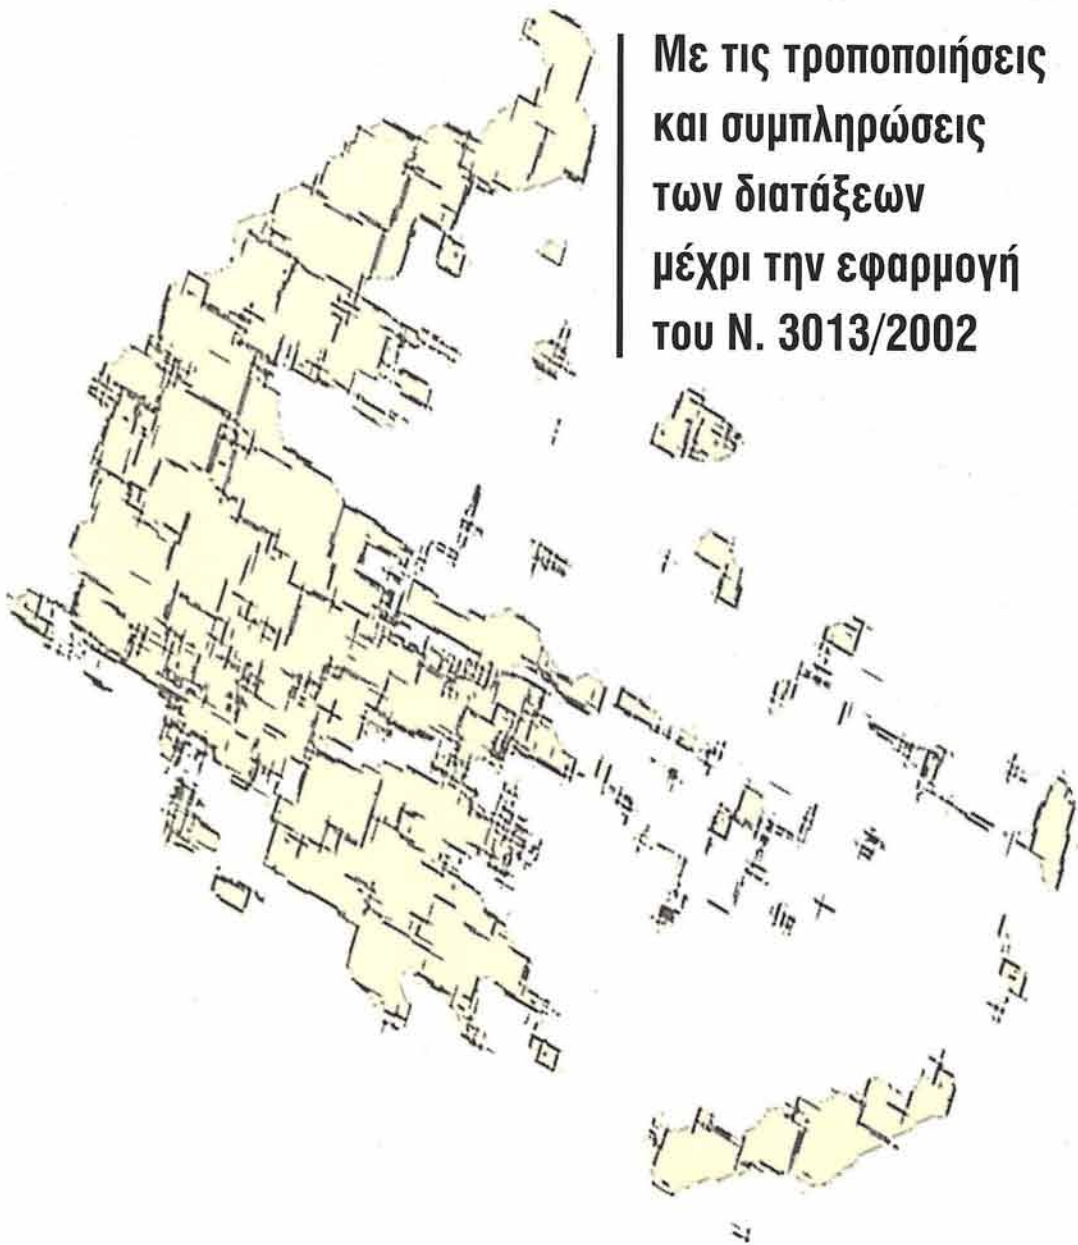 Με τις τροποποιήσεις
και συμπληρώσεις
των διατάξεων
μέχρι την εφαρμογή
του Ν. 3013/2002